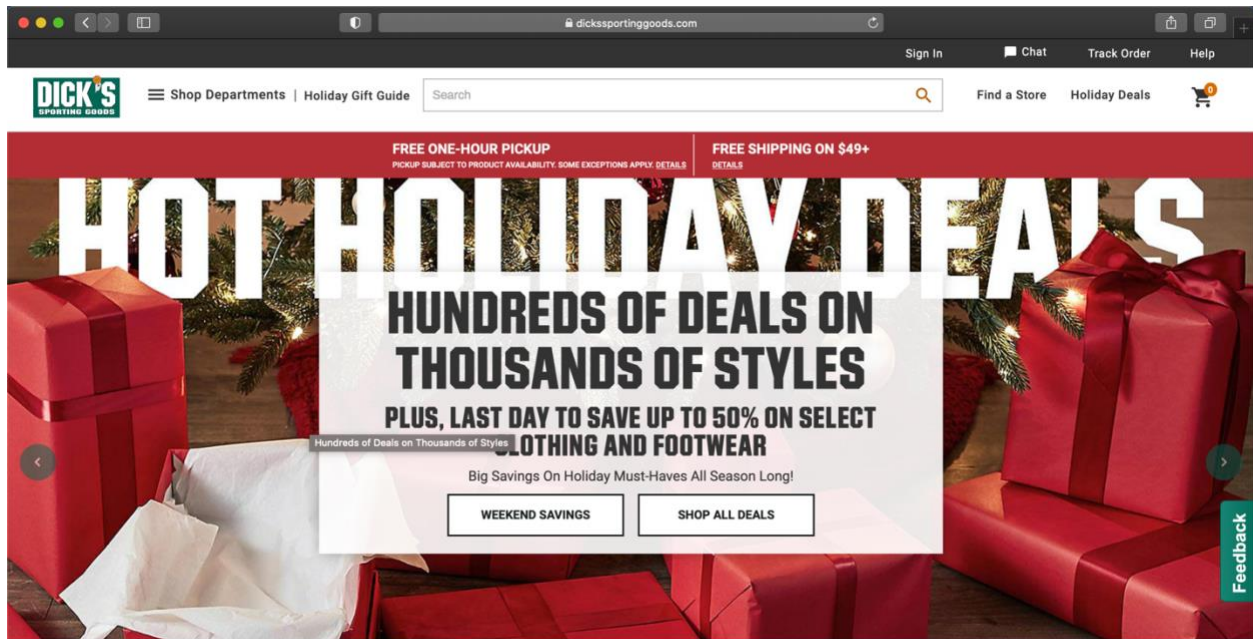 dickssportinggoods.com
Sign In
Chat
Track Order
Help
DICK'S
SPORTING GOODS
Shop Departments | Holiday Gift Guide
Search
Find a Store
Holiday Deals
0
FREE ONE-HOUR PICKUP
PICKUP SUBJECT TO PRODUCT AVAILABILITY. SOME EXCEPTIONS APPLY. DETAILS
FREE SHIPPING ON $49+
DETAILS
HOT HOLIDAY DEALS
HUNDREDS OF DEALS ON
THOUSANDS OF STYLES
PLUS, LAST DAY TO SAVE UP TO 50% ON SELECT
CLOTHING AND FOOTWEAR
Hundreds of Deals on Thousands of Styles
Big Savings On Holiday Must-Haves All Season Long!
WEEKEND SAVINGS
SHOP ALL DEALS
Feedback